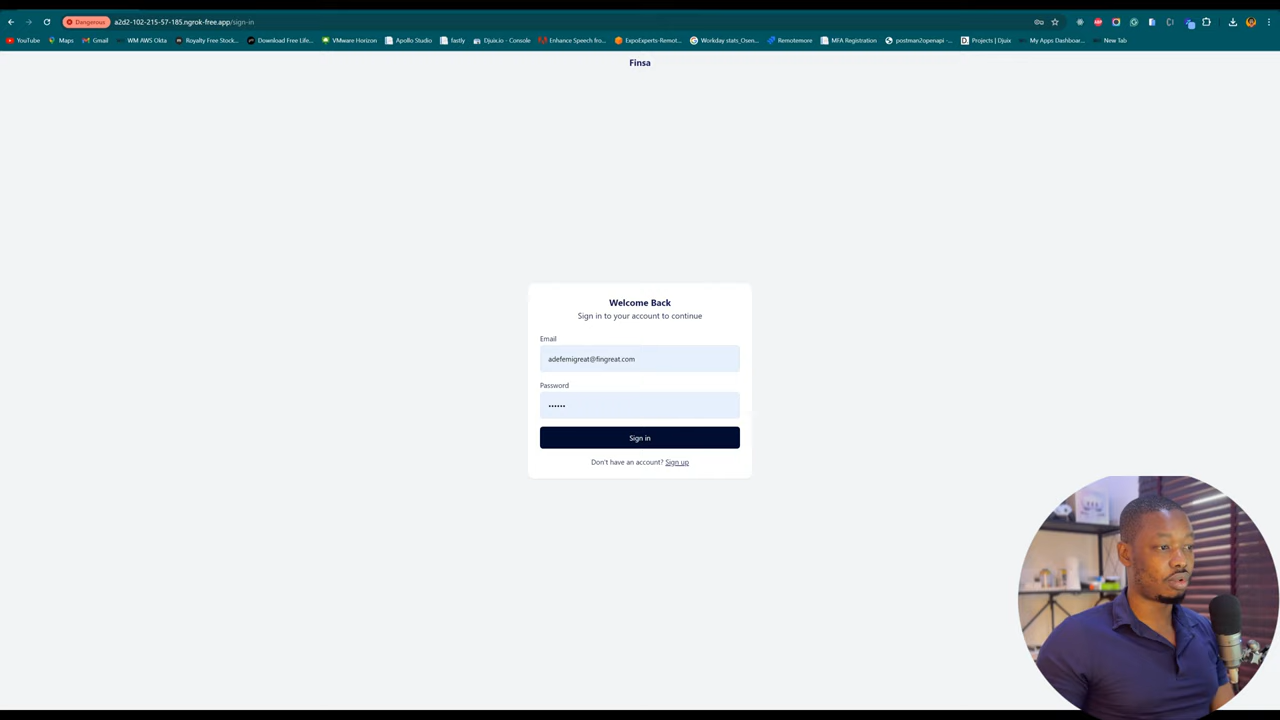 Dangerous a2d2-102-215-57-185.ngrok-free.app/sign-in
YouTube Maps Gmail WM AWS Okta Royalty Free Stock... Download Free Life... VMware Horizon Apollo Studio fastly Djuix.io - Console Enhance Speech fro... ExpoExperts-Remot... Workday stats_Osen... Remotemore MFA Registration postman2openapi -... Projects | Djuix My Apps Dashboar... New Tab
Finsa
Welcome Back
Sign in to your account to continue
Email
adefemigreat@fingreat.com
Password
••••••
Sign in
Don't have an account? Sign up